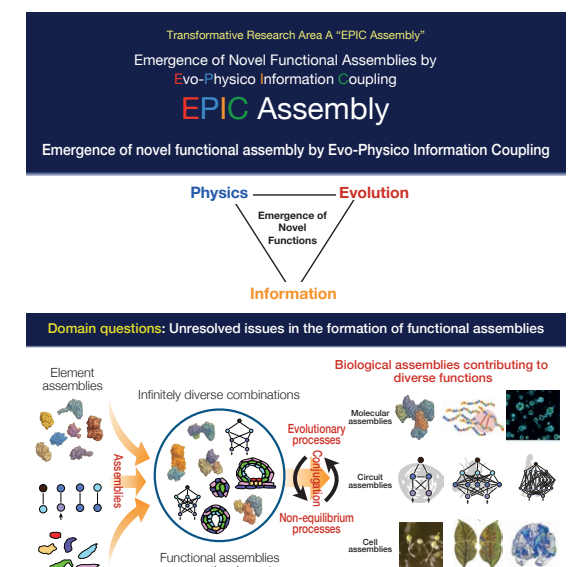 Transformative Research Area A “EPIC Assembly”
Emergence of Novel Functional Assemblies by
Evo-Physico Information Coupling
EPIC Assembly
Emergence of novel functional assembly by Evo-Physico Information Coupling
Physics
Evolution
Emergence of
Novel
Functions
Information
Domain questions: Unresolved issues in the formation of functional assemblies
Element
assemblies
Infinitely diverse combinations
Biological assemblies contributing to
diverse functions
Assemblies
Evolutionary
processes
Conjugation
Non-equilibrium
processes
Molecular
assemblies
Circuit
assemblies
Cell
assemblies
Functional assemblies